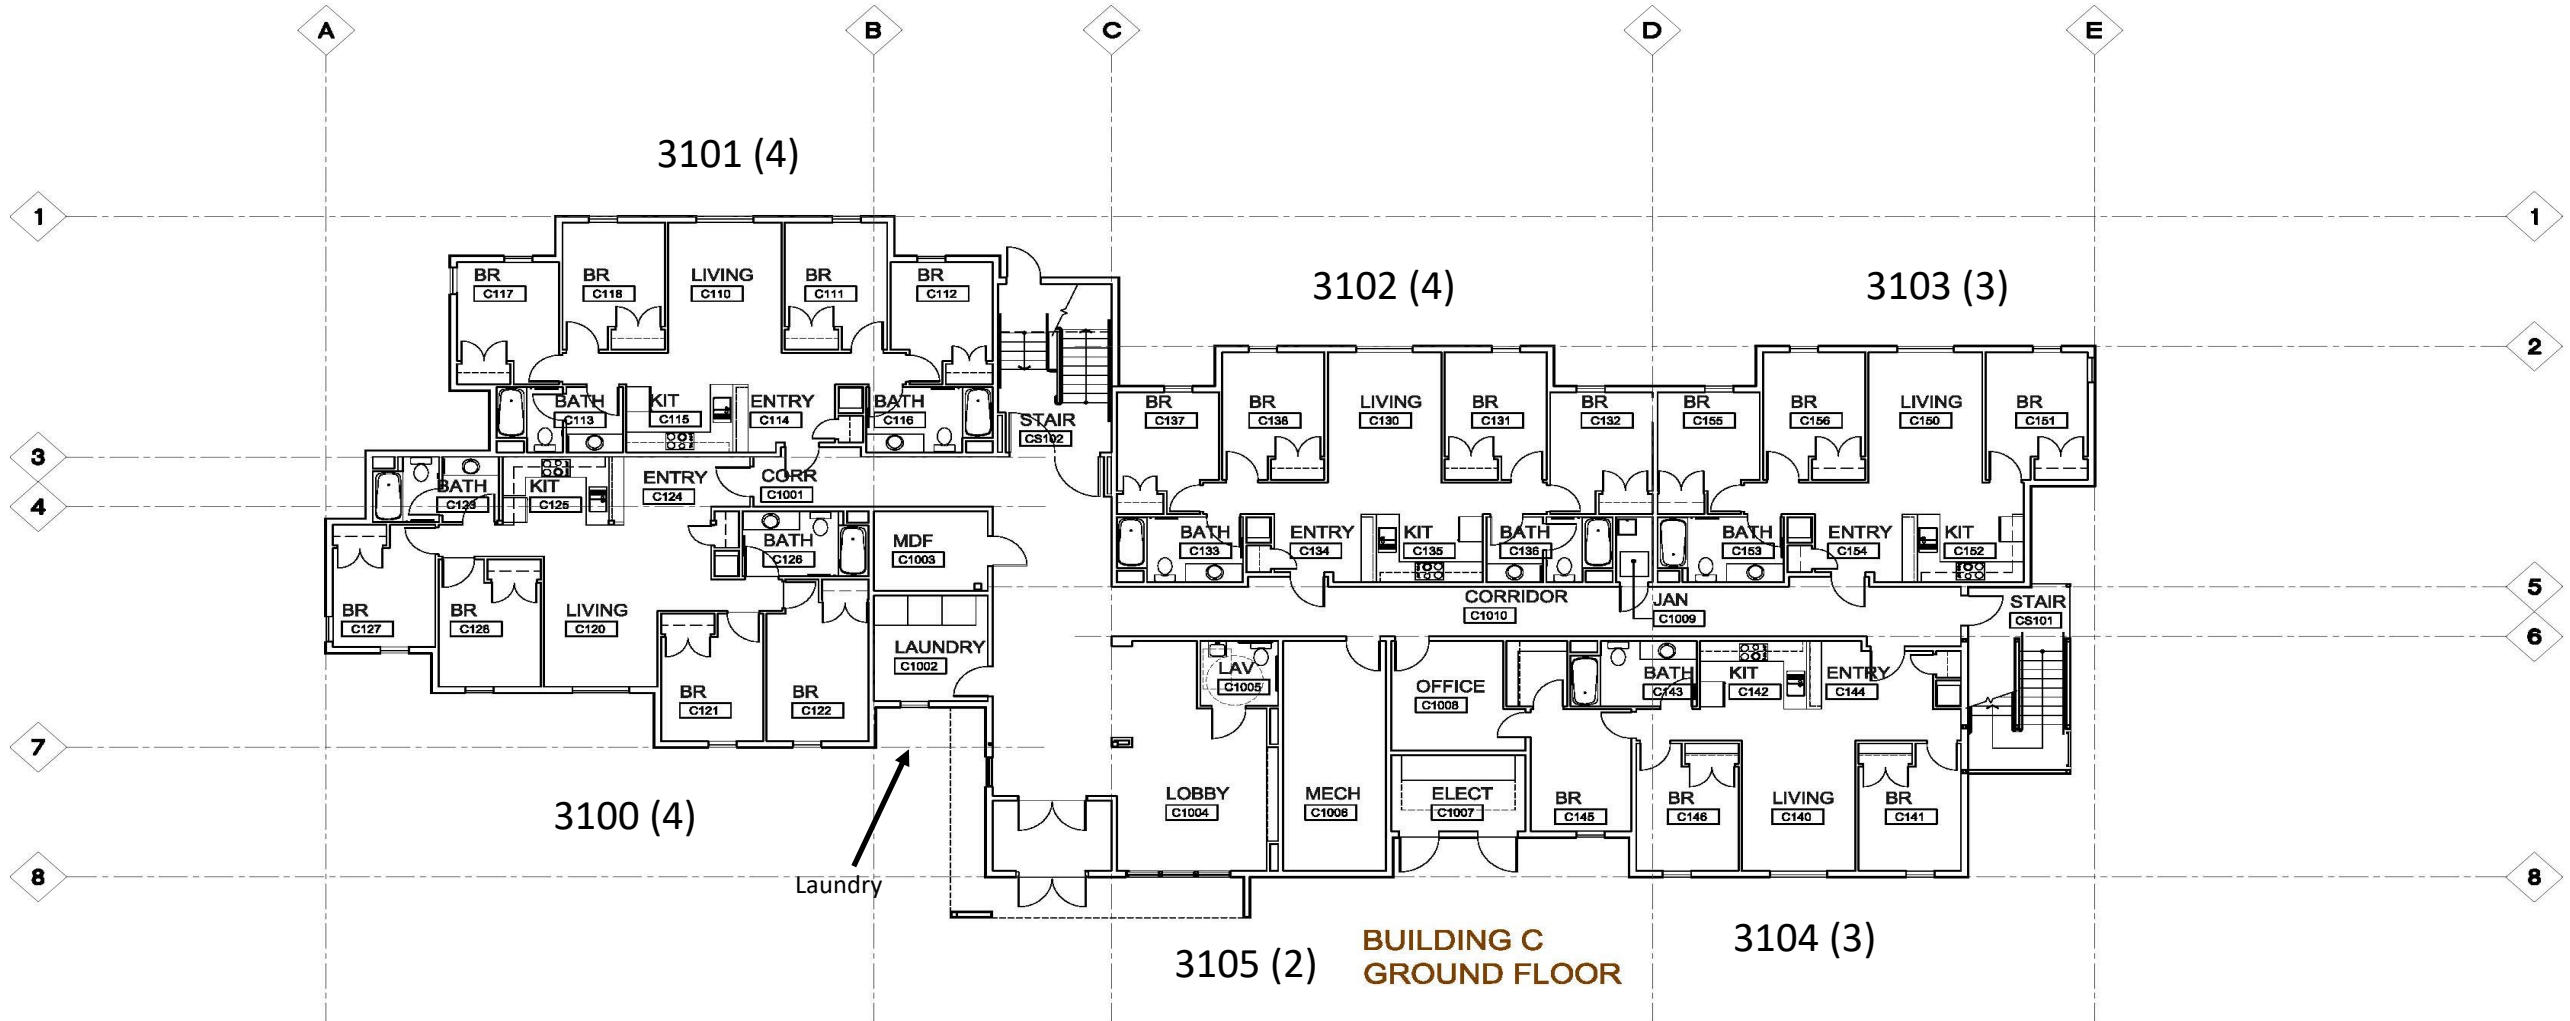 A
B
C
D
E
3101 (4)
1
1
3102 (4)
3103 (3)
BR
C117
BR
C118
LIVING
C110
BR
C111
BR
C112
2
2
BATH
C113
KIT
C115
ENTRY
C114
BATH
C116
STAIR
CS102
BR
C137
BR
C138
LIVING
C130
BR
C131
BR
C132
BR
C155
BR
C156
LIVING
C150
BR
C151
3
3
BATH
C123
KIT
C125
ENTRY
C124
CORR
C1001
4
4
BATH
C126
MDF
C1003
BATH
C133
ENTRY
C134
KIT
C135
BATH
C136
BATH
C153
ENTRY
C154
KIT
C152
5
5
BR
C127
BR
C128
LIVING
C120
CORRIDOR
C1010
JAN
C1009
STAIR
CS101
6
6
LAUNDRY
C1002
LAV
C1005
OFFICE
C1008
BATH
C143
KIT
C142
ENTRY
C144
BR
C121
BR
C122
7
7
3100 (4)
LOBBY
C1004
MECH
C1006
ELECT
C1007
BR
C145
BR
C146
LIVING
C140
BR
C141
8
8
Laundry
3105 (2)
BUILDING C
GROUND FLOOR
3104 (3)